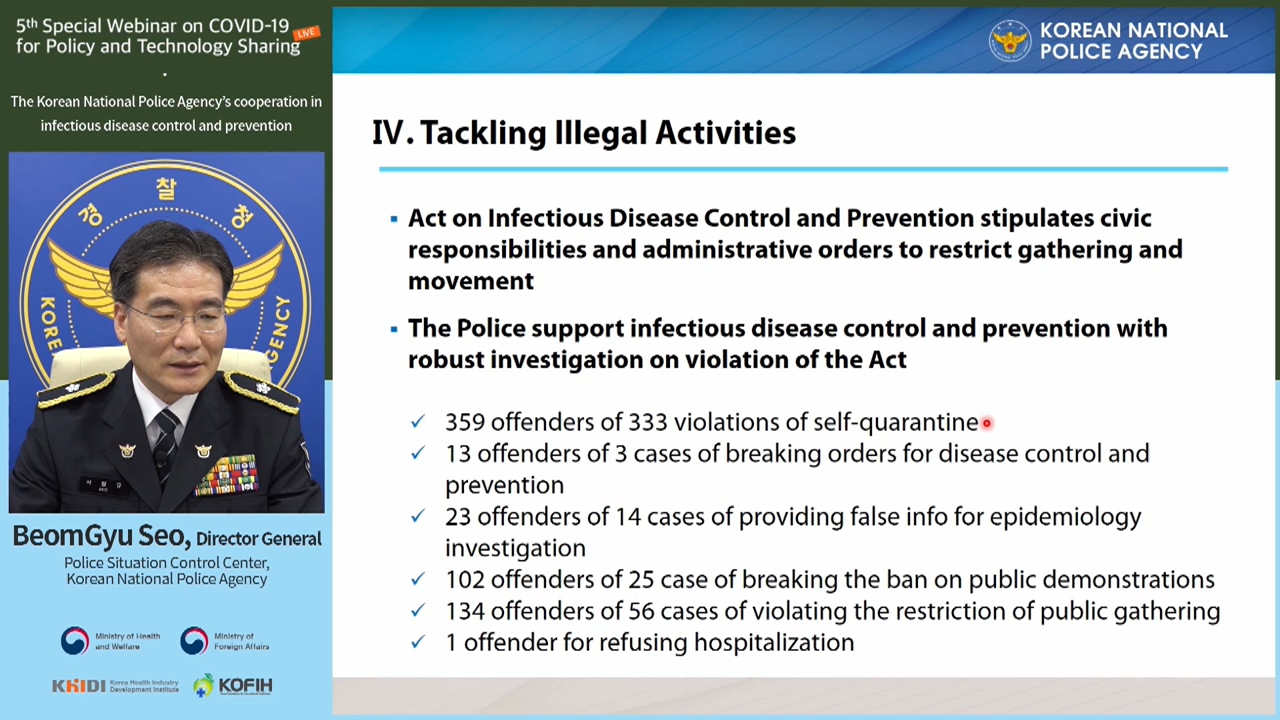 5th Special Webinar on COVID-19
for Policy and Technology Sharing
LIVE
The Korean National Police Agency's cooperation in
infectious disease control and prevention
경 찰 청
KORE
AGENCY
BeomGyu Seo, Director General
Police Situation Control Center,
Korean National Police Agency
Ministry of Health
and Welfare
Ministry of
Foreign Affairs
KHIDI Korea Health Industry
Development Institute
KOFIH
KOREAN NATIONAL
POLICE AGENCY
IV. Tackling Illegal Activities
▪ Act on Infectious Disease Control and Prevention stipulates civic
responsibilities and administrative orders to restrict gathering and
movement
▪ The Police support infectious disease control and prevention with
robust investigation on violation of the Act
✓ 359 offenders of 333 violations of self-quarantine
✓ 13 offenders of 3 cases of breaking orders for disease control and
prevention
✓ 23 offenders of 14 cases of providing false info for epidemiology
investigation
✓ 102 offenders of 25 case of breaking the ban on public demonstrations
✓ 134 offenders of 56 cases of violating the restriction of public gathering
✓ 1 offender for refusing hospitalization